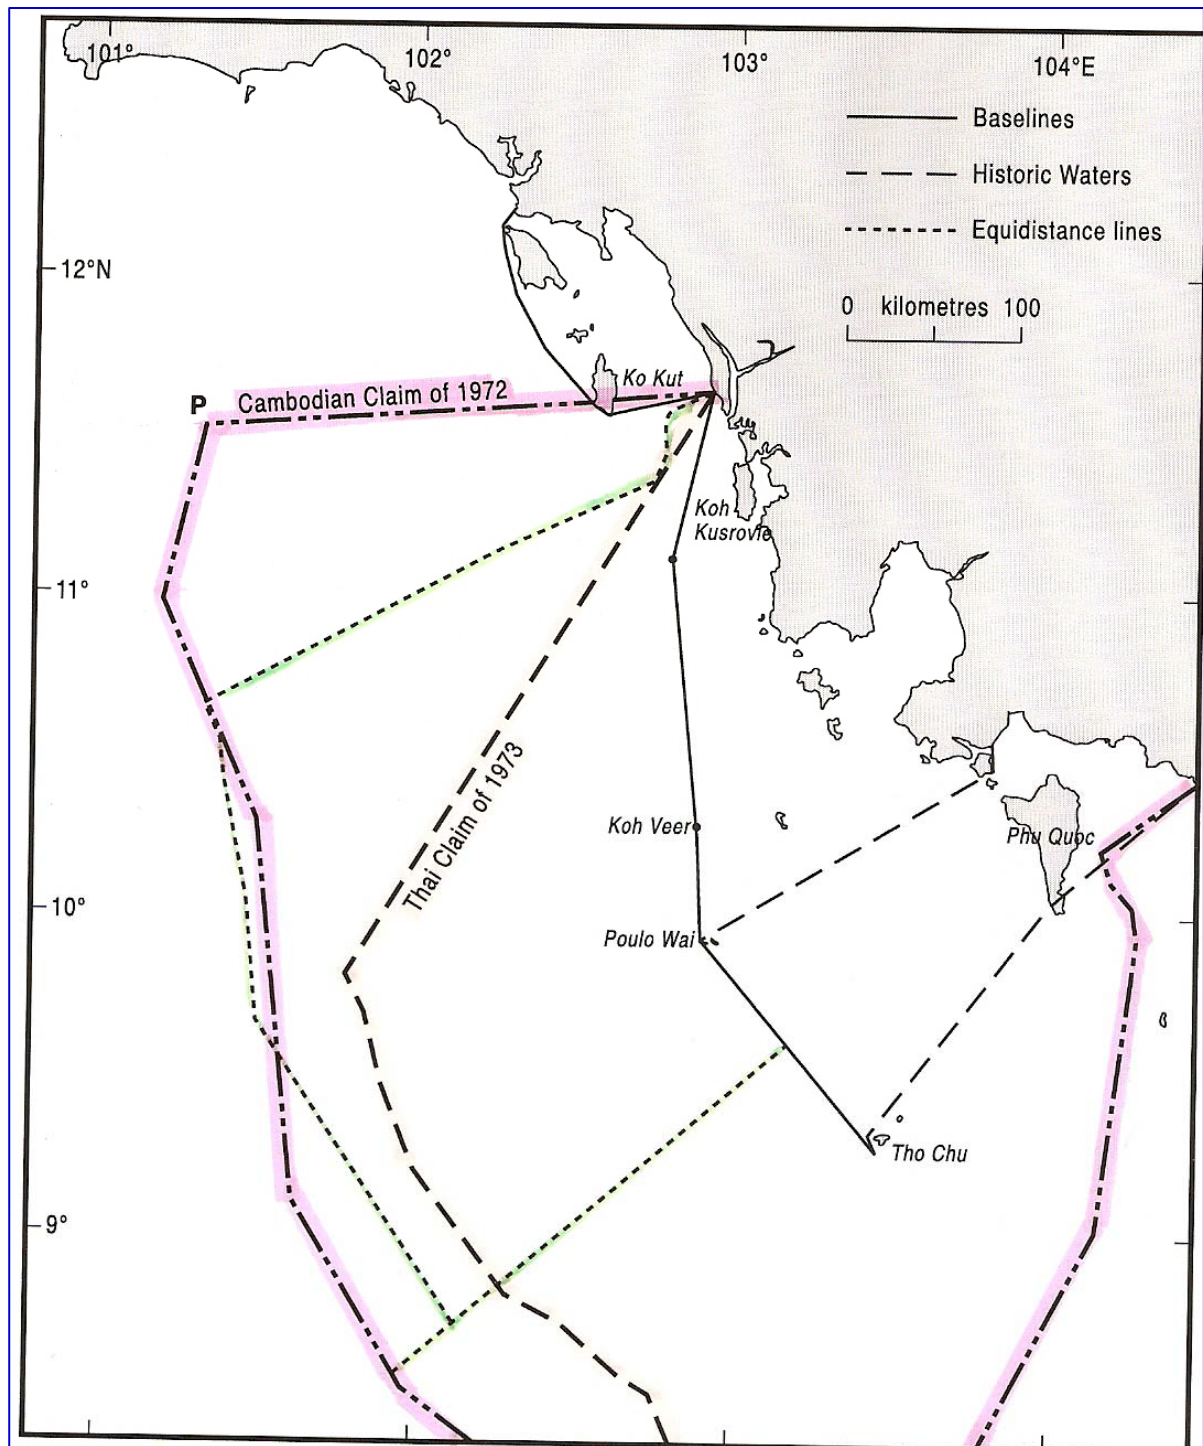 101°
102°
103°
104°E
Baselines
Historic Waters
Equidistance lines
12°N
0 kilometres 100
Ko Kut
P
Cambodian Claim of 1972
Koh
Kusrovie
11°
Thai Claim of 1973
Koh Veer
Phu Quoc
10°
Poulo Wai
Tho Chu
9°